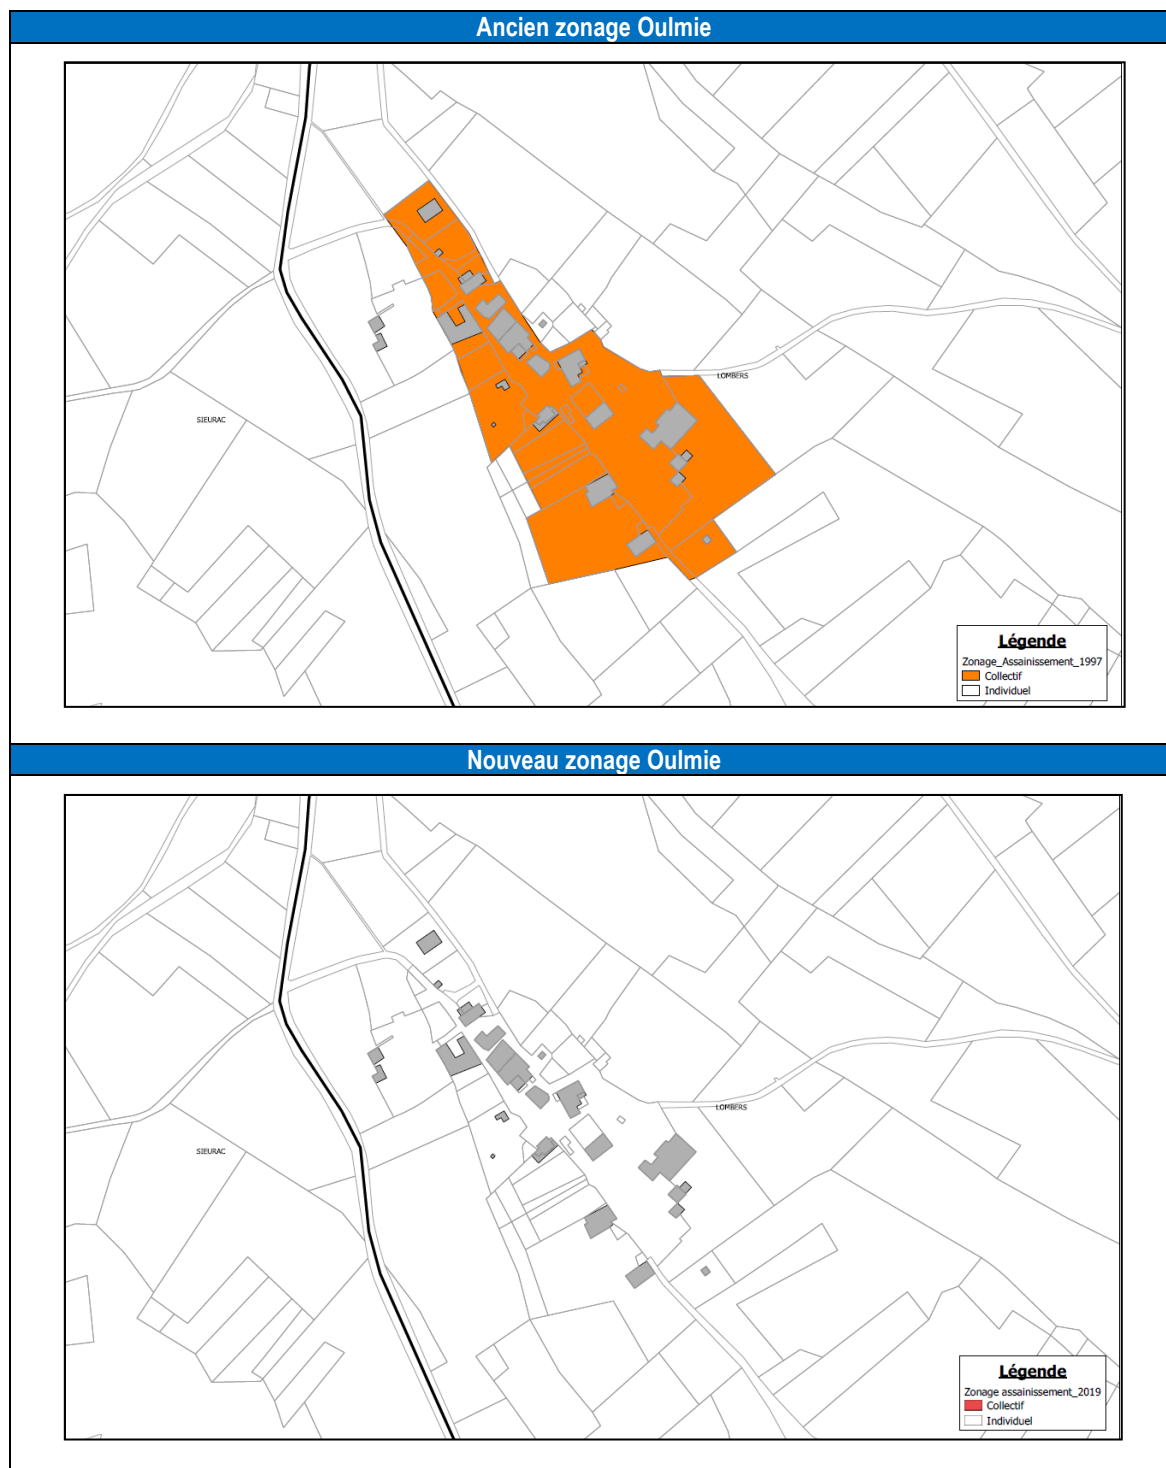 Ancien zonage Oulmie
LOMBERS
SIEURAC
Légende
Zonage_Assainissement_1997
Collectif
Individuel
Nouveau zonage Oulmie
LOMBERS
SIEURAC
Légende
Zonage assainissement_2019
Collectif
Individuel